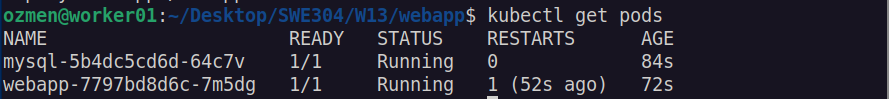 ozmen@worker01:~/Desktop/SWE304/W13/webapp$ kubectl get pods
NAME READY STATUS RESTARTS AGE
mysql-5b4dc5cd6d-64c7v 1/1 Running 0 84s
webapp-7797bd8d6c-7m5dg 1/1 Running 1 (52s ago) 72s